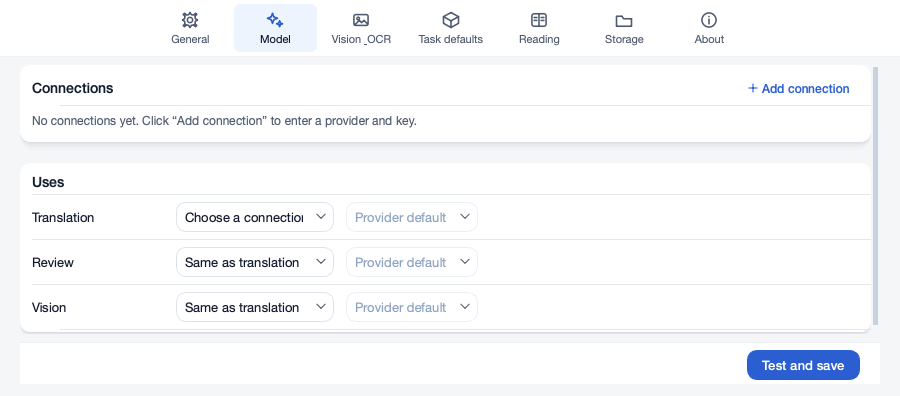 General
Model
Vision _OCR
Task defaults
Reading
Storage
About
Connections
+ Add connection
No connections yet. Click “Add connection” to enter a provider and key.
Uses
Translation
Choose a connection
Provider default
Review
Same as translation
Provider default
Vision
Same as translation
Provider default
Test and save